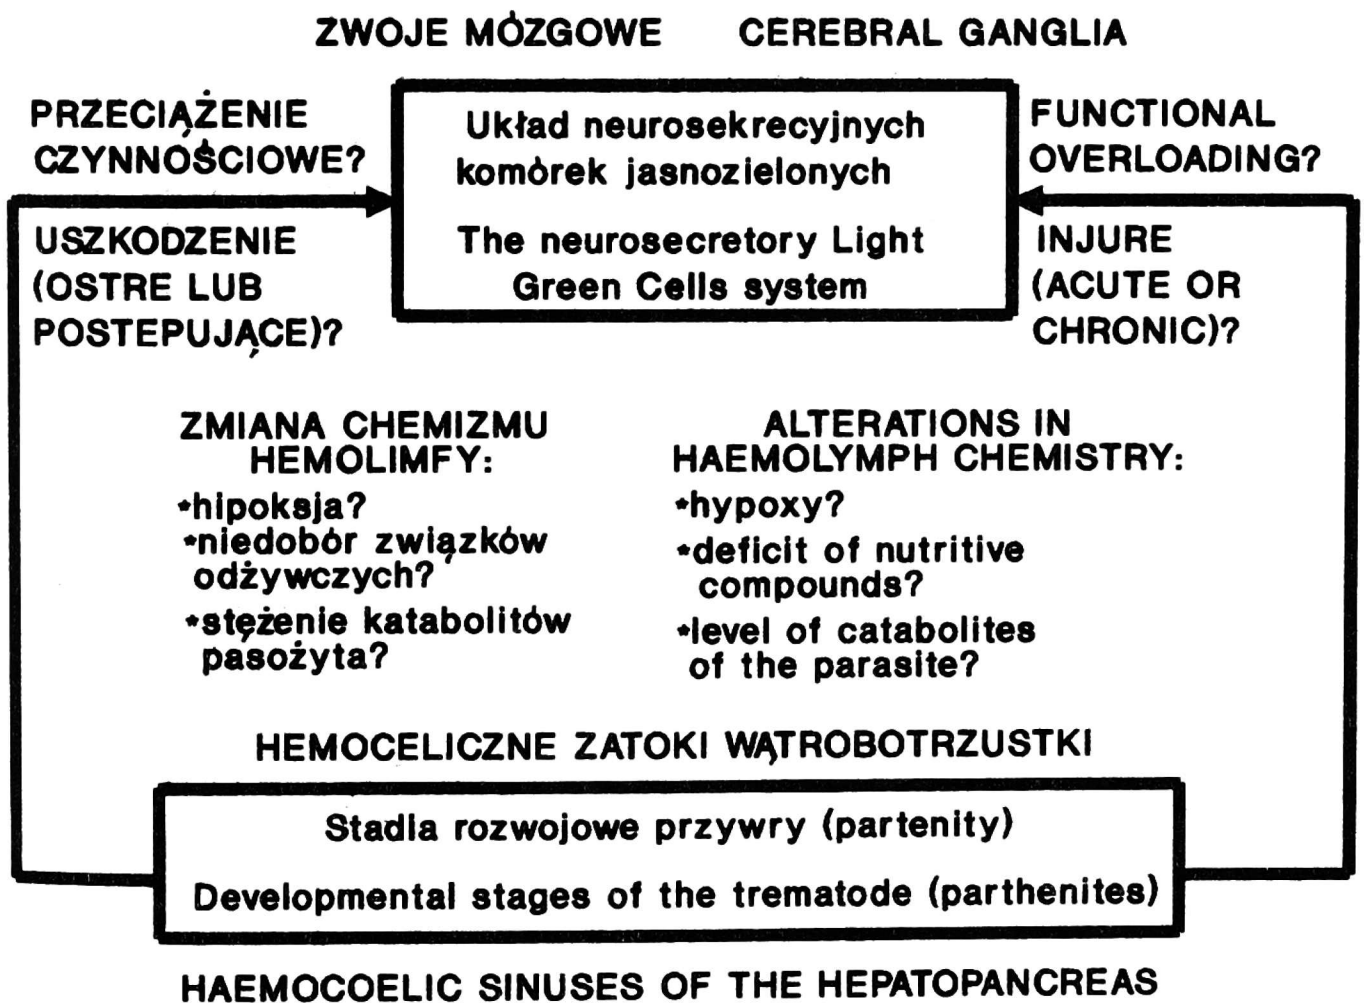 ZWOJE MÓZGOWE CEREBRAL GANGLIA
PRZECIĄŻENIE
CZYNNOŚCIOWE?
USZKODZENIE
(OSTRE LUB
POSTEPUJĄCE)?
Układ neurosekrecyjnych
komórek jasnozielonych
The neurosecretory Light
Green Cells system
FUNCTIONAL
OVERLOADING?
INJURE
(ACUTE OR
CHRONIC)?
ZMIANA CHEMIZMU
HEMOLIMFY:
*hipoksja?
*niedobór związków
odżywczych?
*stężenie katabolitów
pasożyta?
ALTERATIONS IN
HAEMOLYMPH CHEMISTRY:
*hypoxy?
*deficit of nutritive
compounds?
*level of catabolites
of the parasite?
HEMOCELICZNE ZATOKI WĄTROBOTRZUSTKI
Stadia rozwojowe przywry (partenity)
Developmental stages of the trematode (parthenites)
HAEMOCOELIC SINUSES OF THE HEPATOPANCREAS